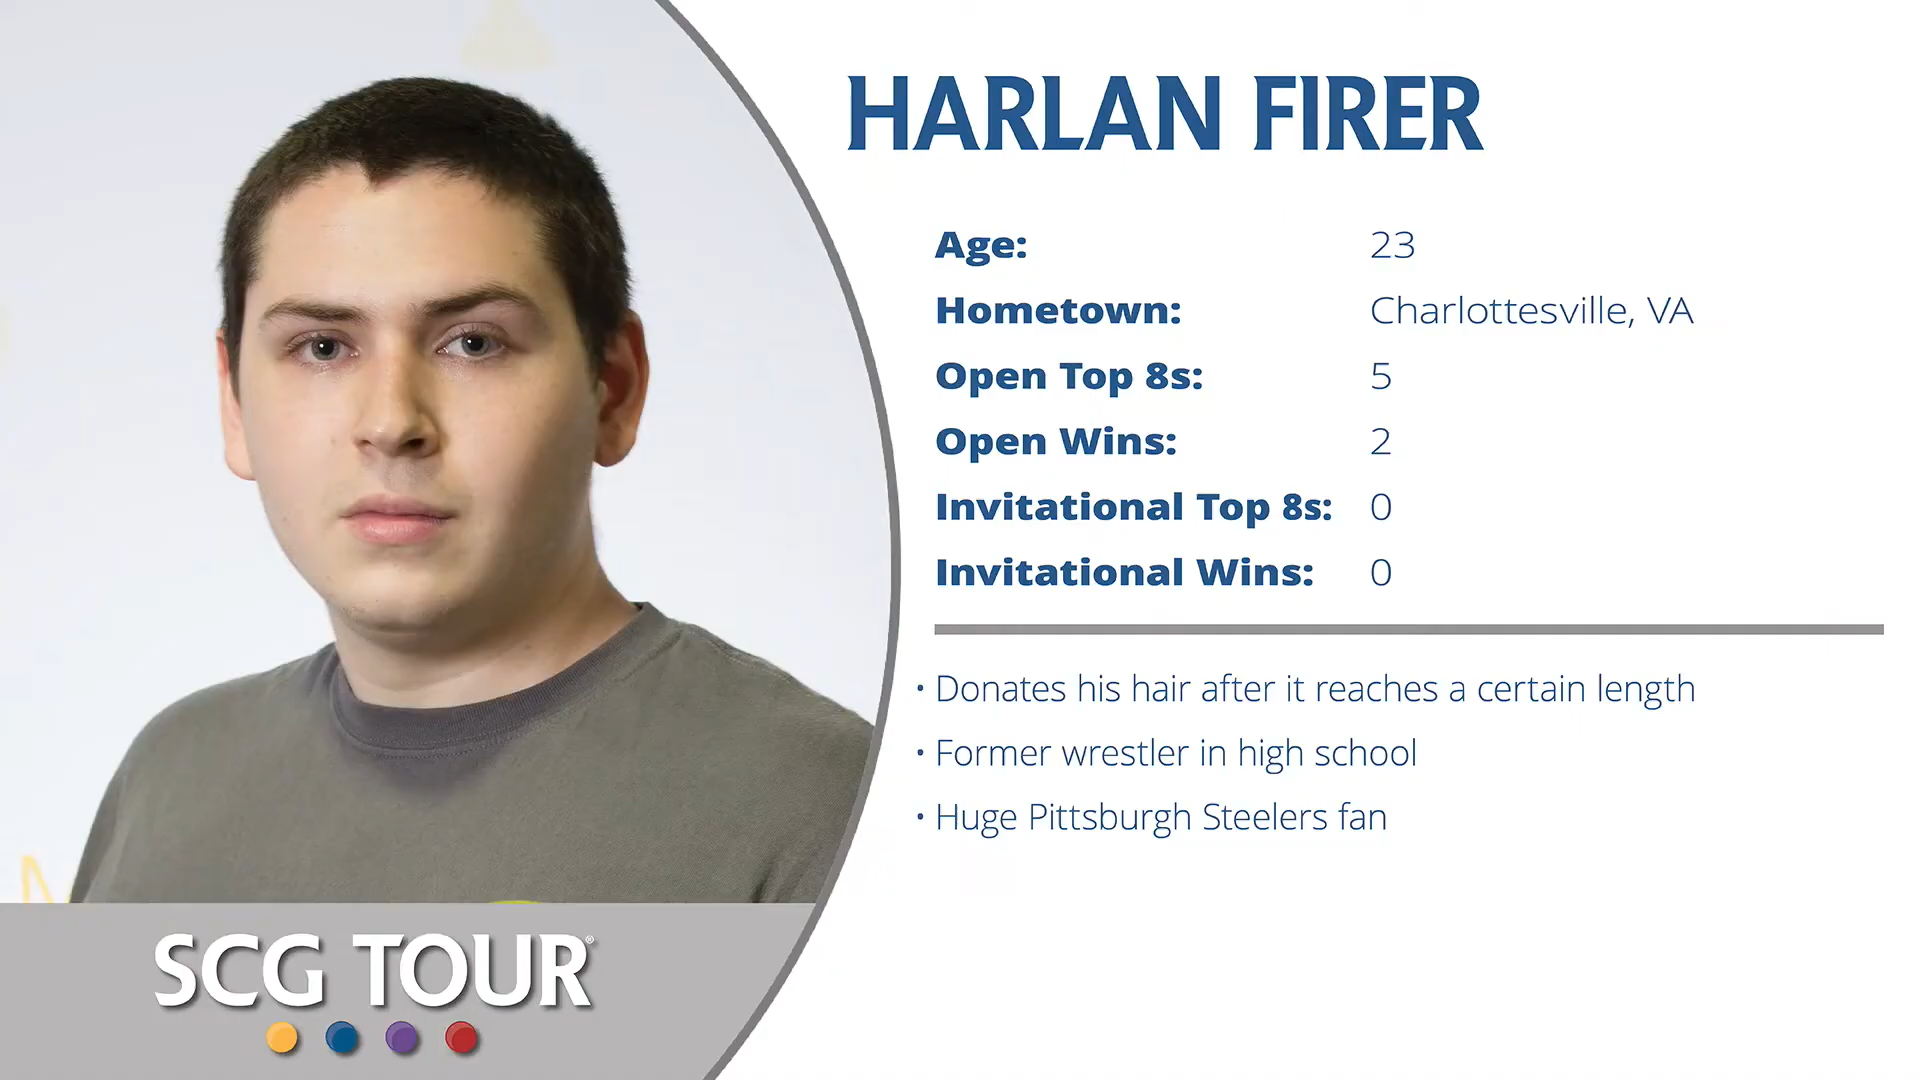 HARLAN FIRER
Age: 23
Hometown: Charlottesville, VA
Open Top 8s: 5
Open Wins: 2
Invitational Top 8s: 0
Invitational Wins: 0
• Donates his hair after it reaches a certain length
• Former wrestler in high school
• Huge Pittsburgh Steelers fan
SCG TOUR®